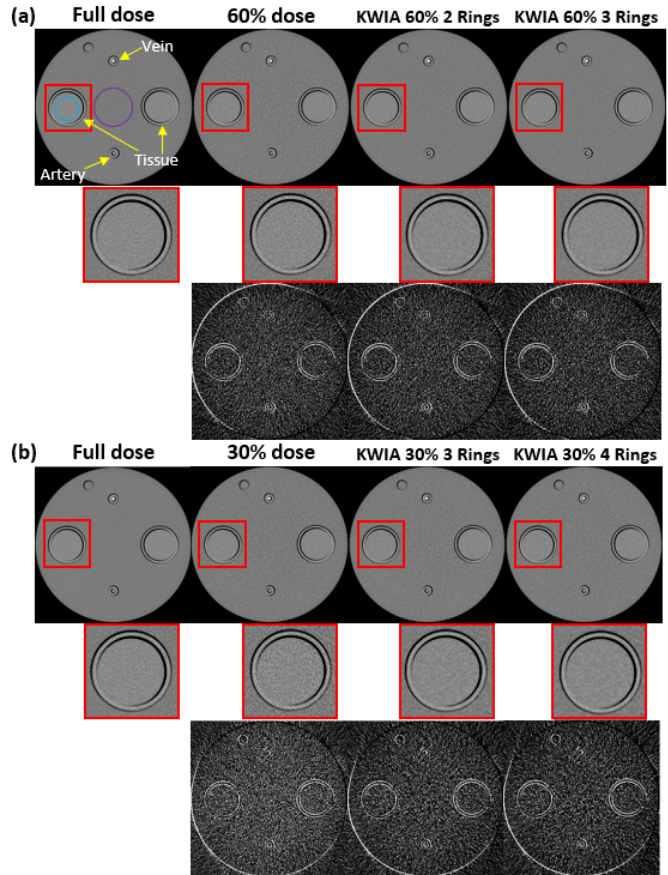 (a)
Full dose
60% dose
KWIA 60% 2 Rings
KWIA 60% 3 Rings
Vein
Tissue
Artery
(b)
Full dose
30% dose
KWIA 30% 3 Rings
KWIA 30% 4 Rings